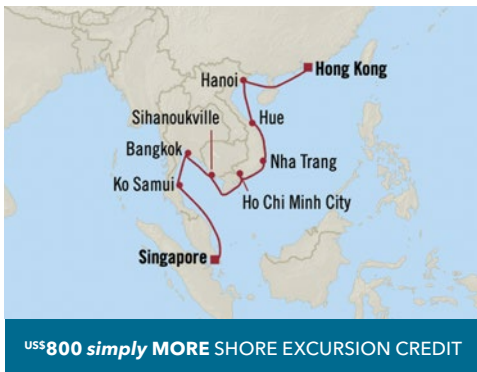 Hong Kong
Hanoi
Sihanoukville
Hue
Bangkok
Nha Trang
Ko Samui
Ho Chi Minh City
Singapore
US$800 simply MORE SHORE EXCURSION CREDIT